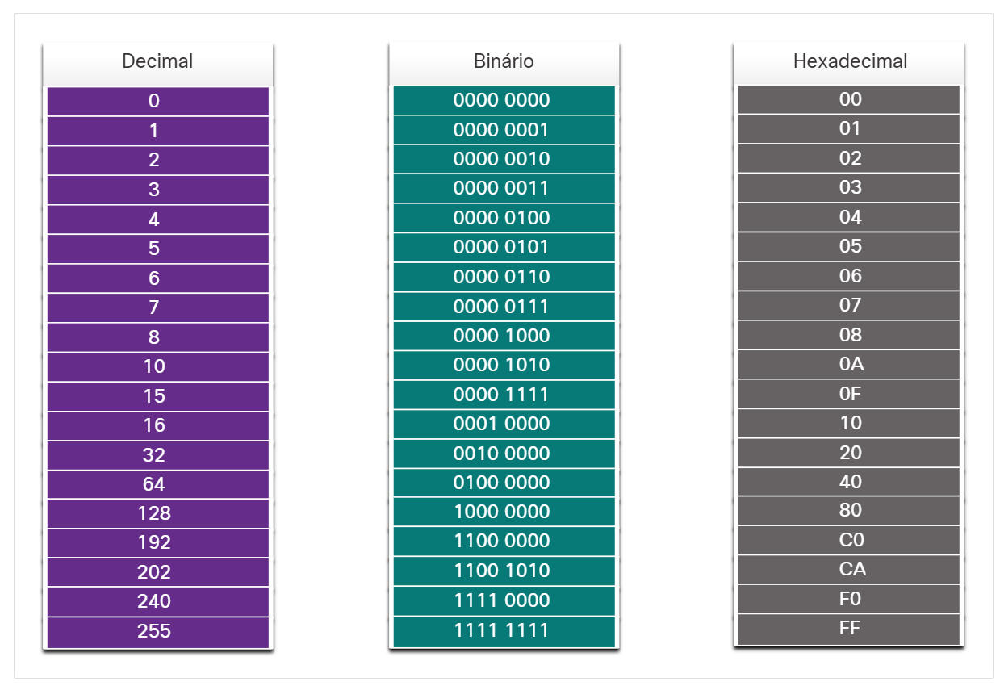 Decimal Binário Hexadecimal
0 0000 0000 00
1 0000 0001 01
2 0000 0010 02
3 0000 0011 03
4 0000 0100 04
5 0000 0101 05
6 0000 0110 06
7 0000 0111 07
8 0000 1000 08
10 0000 1010 0A
15 0000 1111 0F
16 0001 0000 10
32 0010 0000 20
64 0100 0000 40
128 1000 0000 80
192 1100 0000 C0
202 1100 1010 CA
240 1111 0000 F0
255 1111 1111 FF